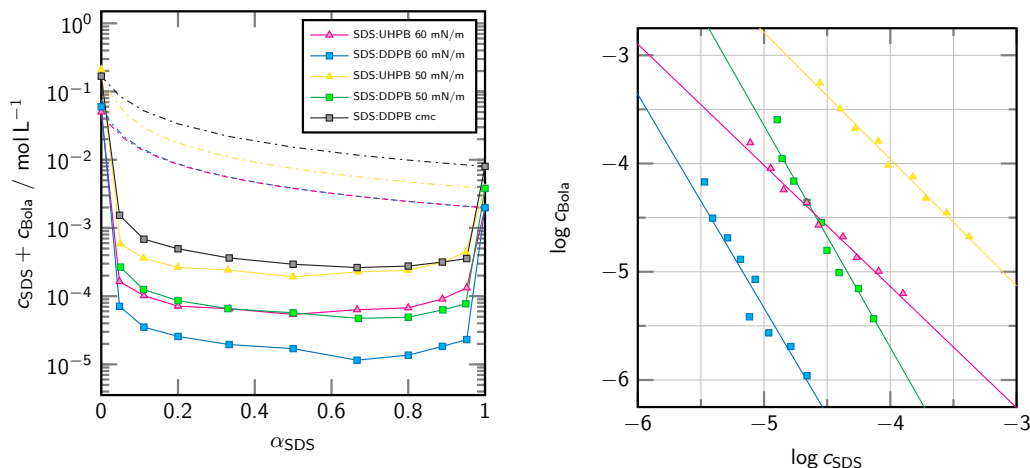 10⁰
10⁻¹
10⁻²
10⁻³
10⁻⁴
10⁻⁵
c_SDS + c_Bola / mol L⁻¹
SDS:UHPB 60 mN/m
SDS:DDPB 60 mN/m
SDS:UHPB 50 mN/m
SDS:DDPB 50 mN/m
SDS:DDPB cmc
0 0.2 0.4 0.6 0.8 1
α_SDS
−3
−4
−5
−6
log c_Bola
−6 −5 −4 −3
log c_SDS